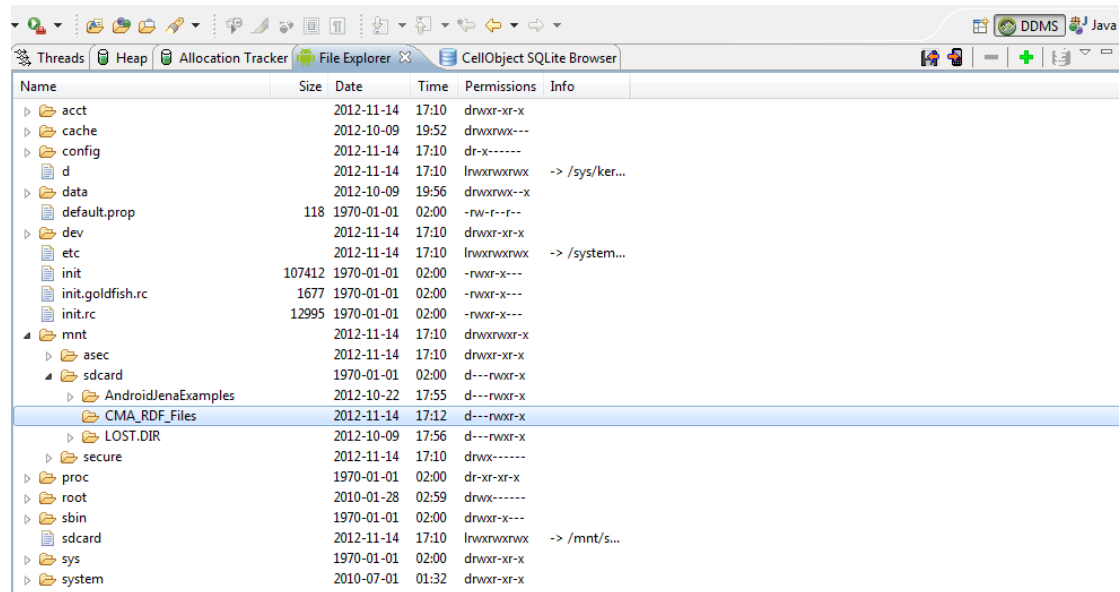 DDMS Java
Threads Heap Allocation Tracker File Explorer CellObject SQLite Browser
Name Size Date Time Permissions Info
acct 2012-11-14 17:10 drwxr-xr-x
cache 2012-10-09 19:52 drwxrwx---
config 2012-11-14 17:10 dr-x------
d 2012-11-14 17:10 lrwxrwxrwx -> /sys/ker...
data 2012-10-09 19:56 drwxrwx--x
default.prop 118 1970-01-01 02:00 -rw-r--r--
dev 2012-11-14 17:10 drwxr-xr-x
etc 2012-11-14 17:10 lrwxrwxrwx -> /system...
init 107412 1970-01-01 02:00 -rwxr-x---
init.goldfish.rc 1677 1970-01-01 02:00 -rwxr-x---
init.rc 12995 1970-01-01 02:00 -rwxr-x---
mnt 2012-11-14 17:10 drwxrwxr-x
asec 2012-11-14 17:10 drwxr-xr-x
sdcard 1970-01-01 02:00 d---rwxr-x
AndroidJenaExamples 2012-10-22 17:55 d---rwxr-x
CMA_RDF_Files 2012-11-14 17:12 d---rwxr-x
LOST.DIR 2012-10-09 17:56 d---rwxr-x
secure 2012-11-14 17:10 drwx------
proc 1970-01-01 02:00 dr-xr-xr-x
root 2010-01-28 02:59 drwx------
sbin 1970-01-01 02:00 drwxr-x---
sdcard 2012-11-14 17:10 lrwxrwxrwx -> /mnt/s...
sys 1970-01-01 02:00 drwxr-xr-x
system 2010-07-01 01:32 drwxr-xr-x